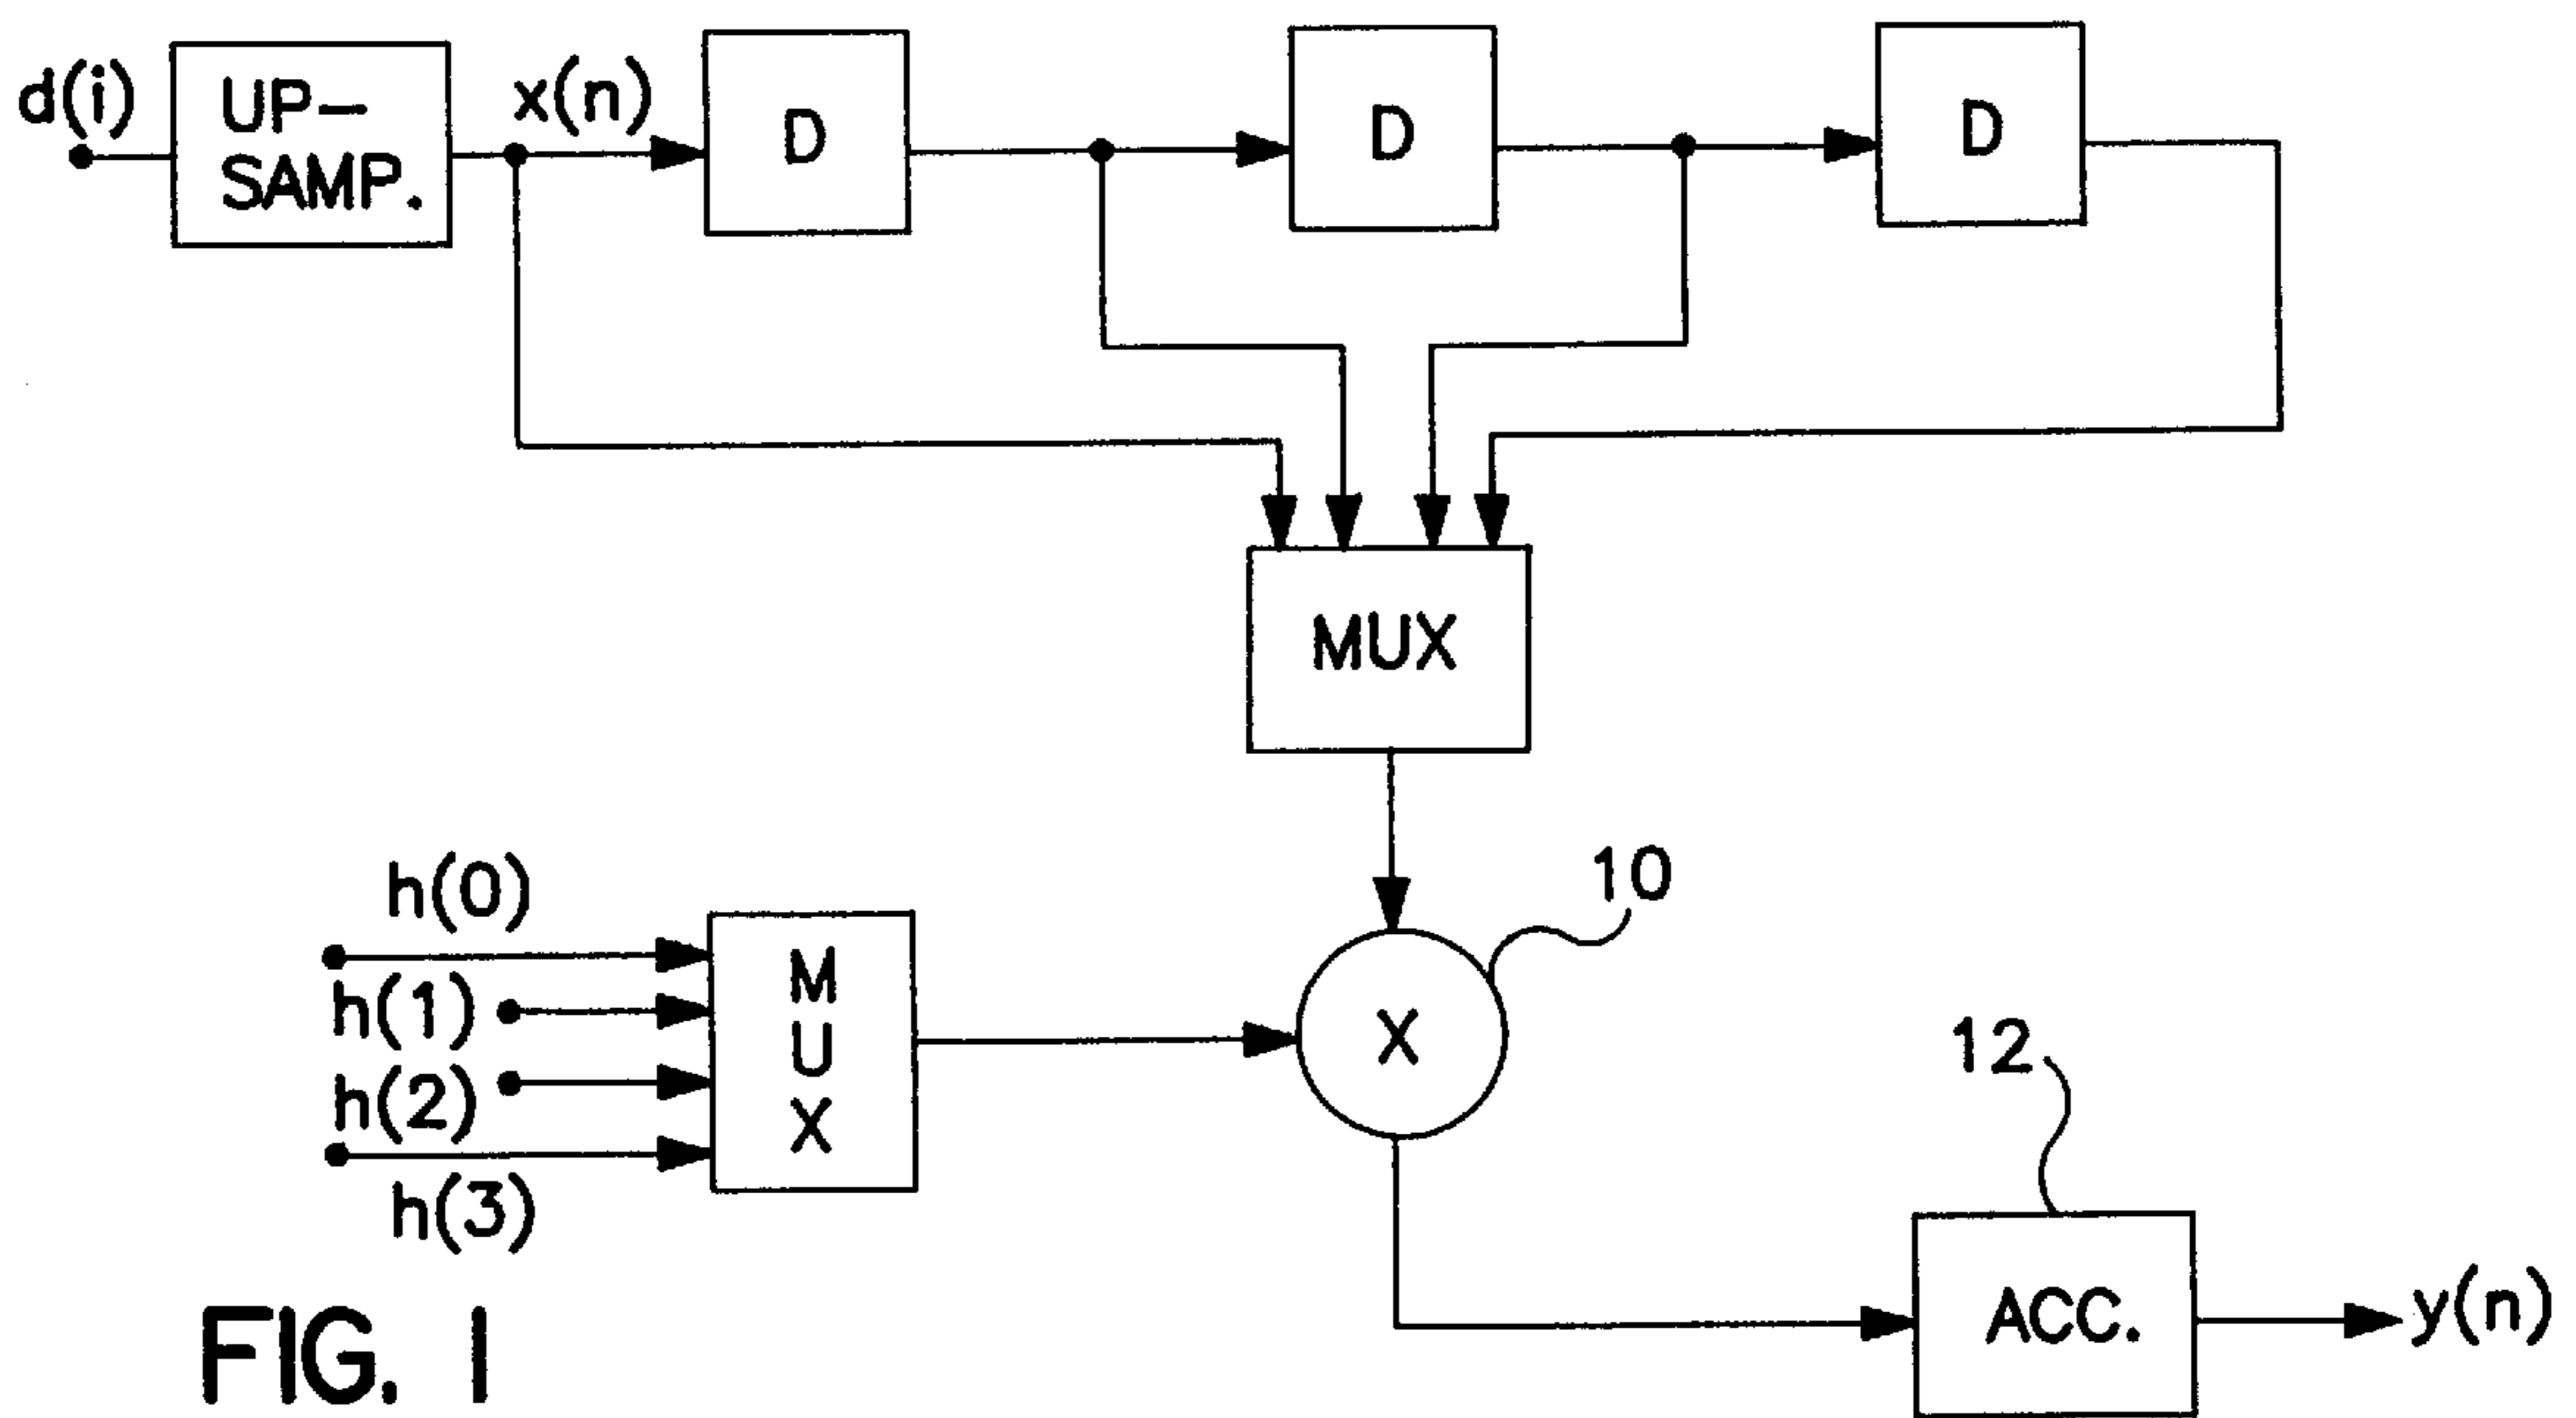 d(i)
UP-
SAMP.
x(n)
D
D
D
MUX
h(0)
h(1)
h(2)
h(3)
M
U
X
X
10
12
ACC.
y(n)
FIG. 1